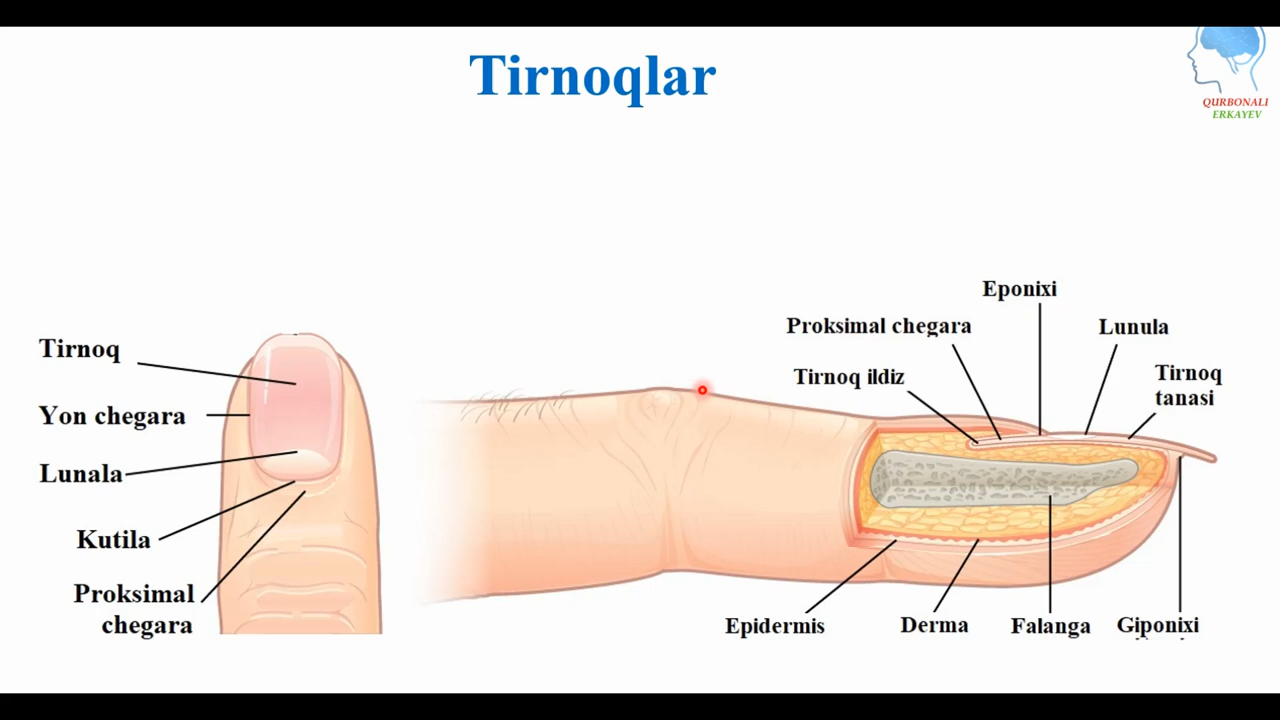 Tirnoqlar
QURBONALI
ERKAYEV
Tirnoq
Yon chegara
Lunala
Kutila
Proksimal
chegara
Eponixi
Proksimal chegara
Lunula
Tirnoq ildiz
Tirnoq
tanasi
Epidermis
Derma
Falanga
Giponixi